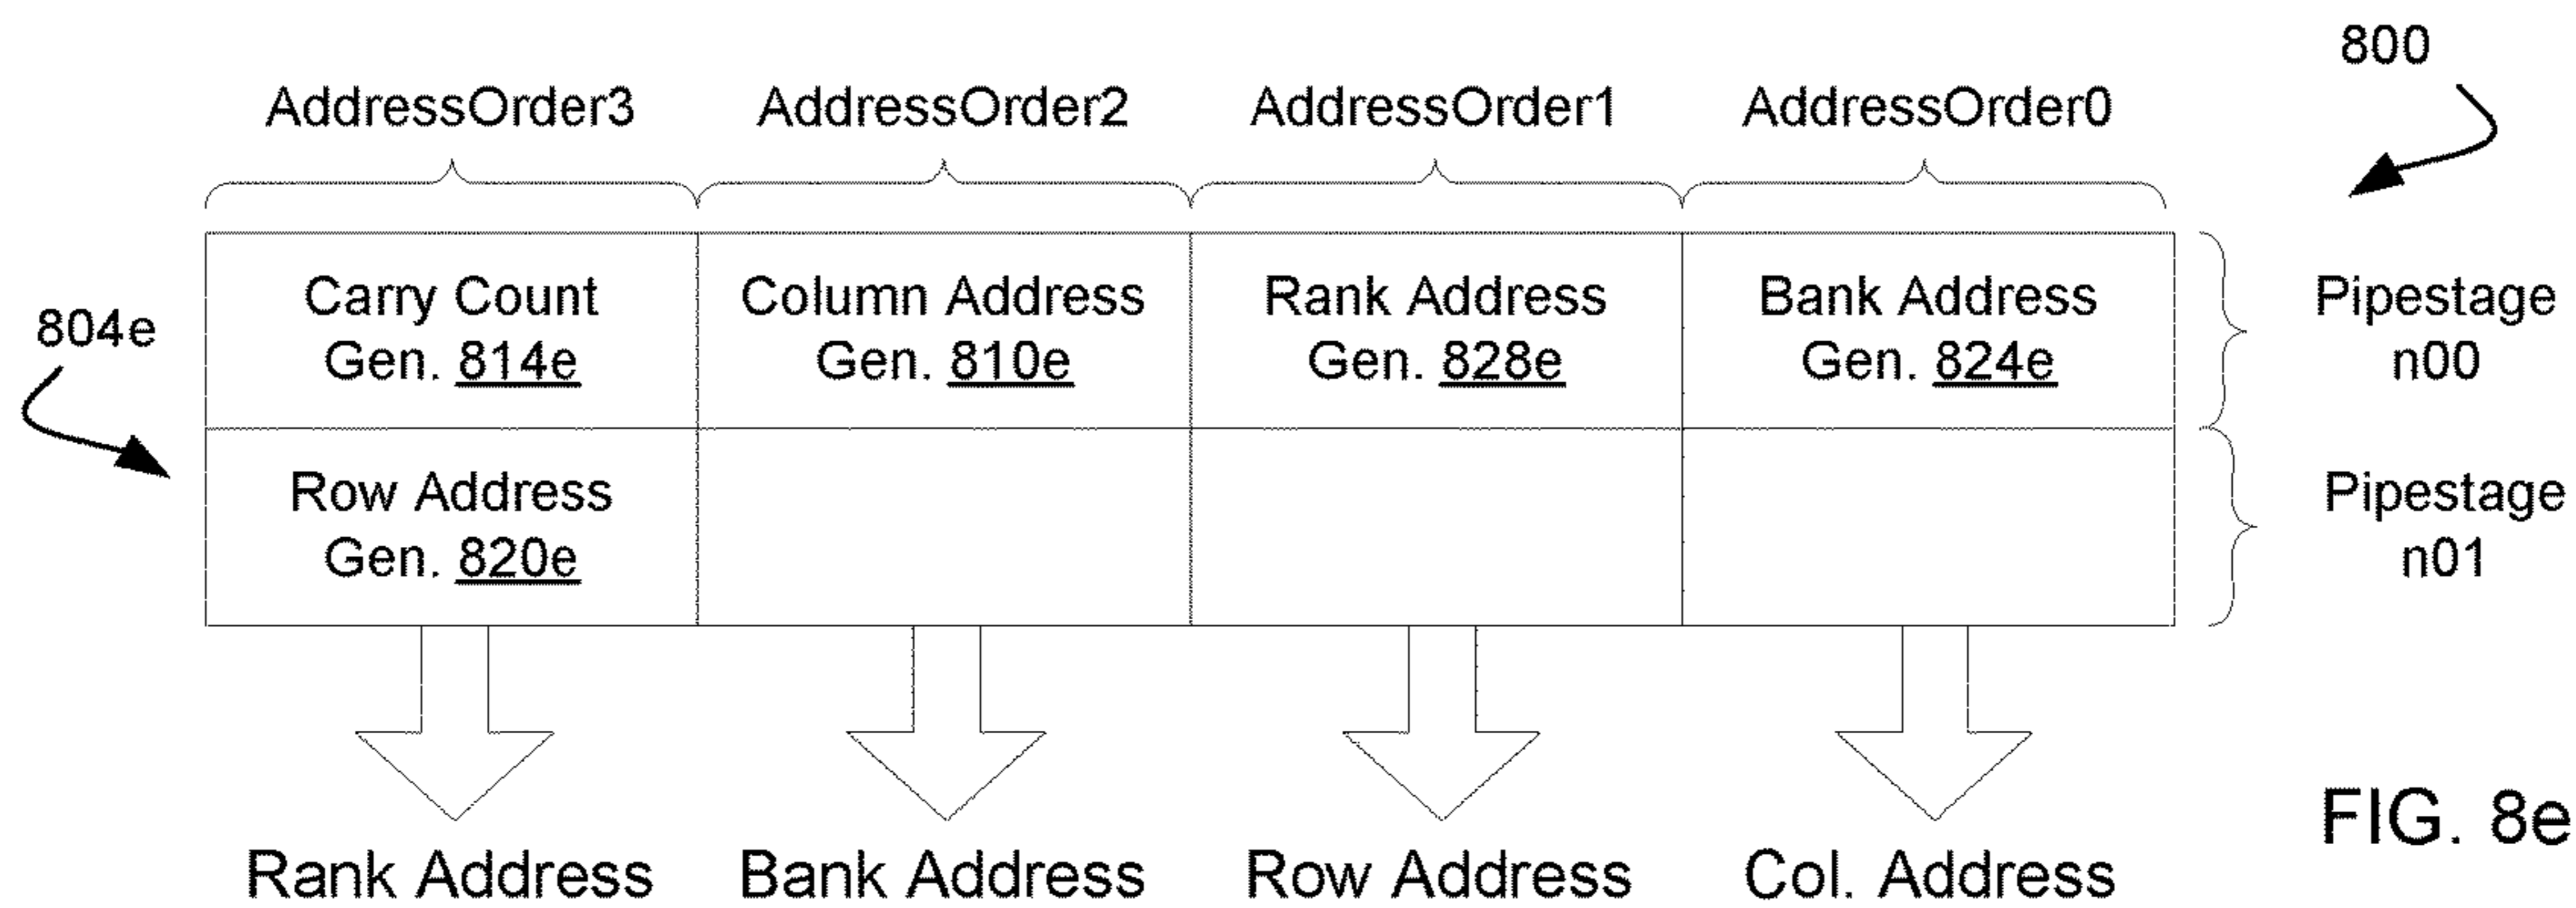 800
AddressOrder3 AddressOrder2 AddressOrder1 AddressOrder0
804e
Carry Count
Gen. 814e
Column Address
Gen. 810e
Rank Address
Gen. 828e
Bank Address
Gen. 824e
Pipestage
n00
Row Address
Gen. 820e
Pipestage
n01
Rank Address Bank Address Row Address Col. Address
FIG. 8e